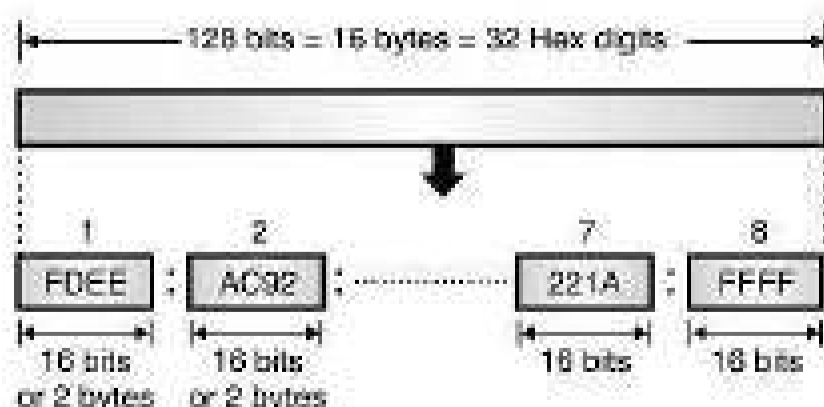 128 bits = 16 bytes = 32 Hex digits
1 2 7 8
FDEE : AC92 : 221A : FFFF
16 bits 16 bits 16 bits 16 bits
or 2 bytes or 2 bytes